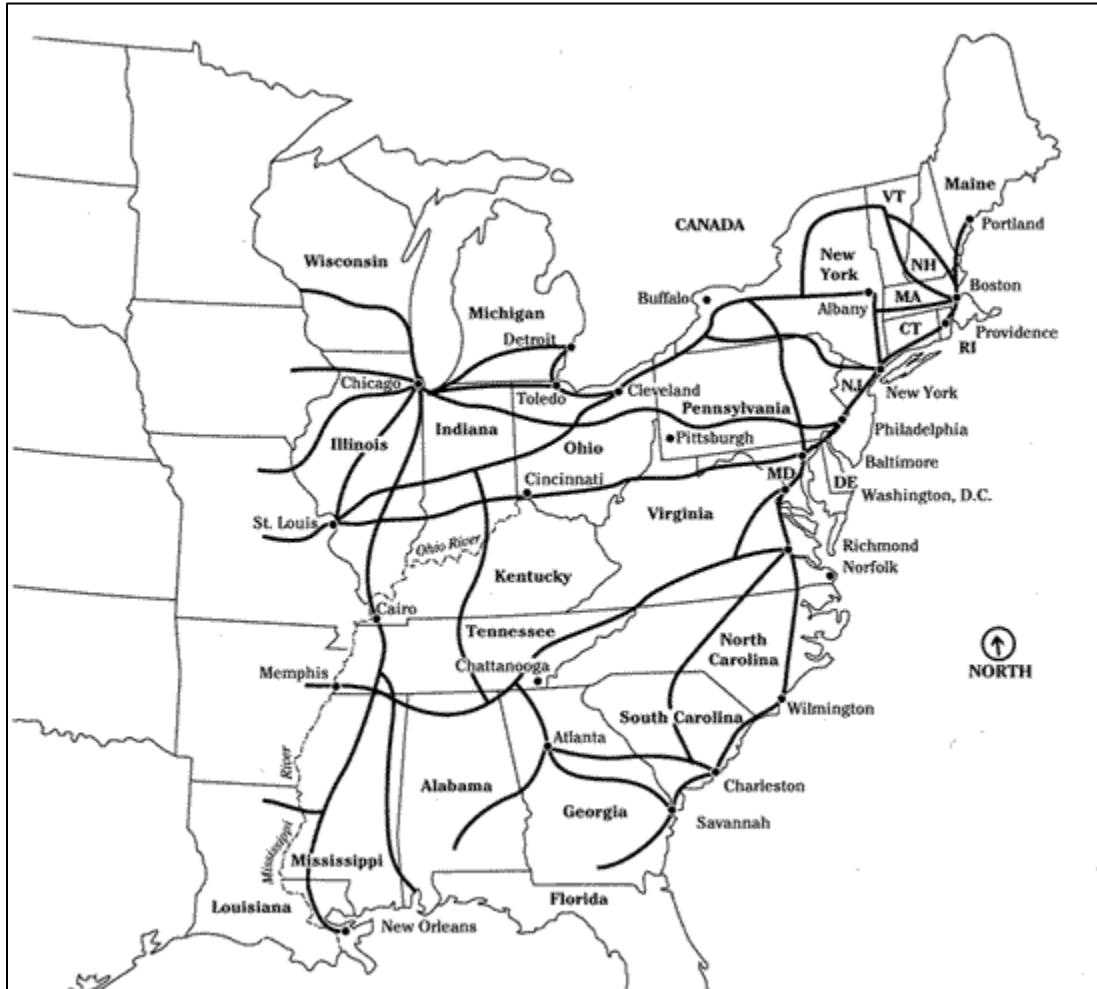 Maine
VT
Portland
CANADA
Wisconsin
New
York
NH
Michigan
Buffalo
MA
Boston
Albany
Detroit
CT
Providence
RI
Chicago
Toledo
Cleveland
N.J.
New York
Pennsylvania
Indiana
Illinois
Ohio
Philadelphia
Pittsburgh
Baltimore
MD
DE
Cincinnati
Washington, D.C.
St. Louis
Virginia
Ohio River
Richmond
Kentucky
Norfolk
Cairo
Tennessee
North
Carolina
Chattanooga
NORTH
Memphis
South Carolina
Wilmington
Atlanta
River
Alabama
Charleston
Georgia
Savannah
Mississippi
Mississippi
Louisiana
Florida
New Orleans